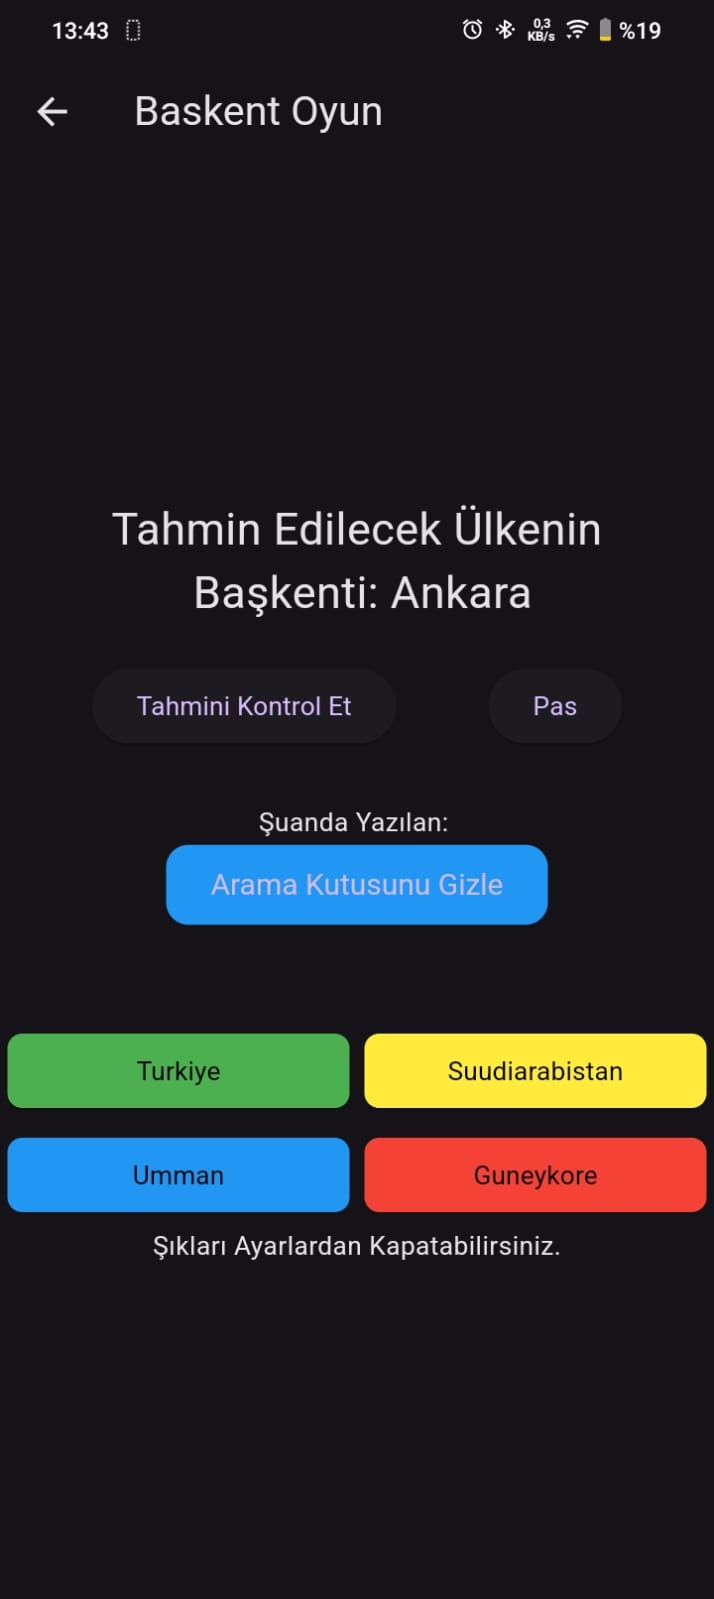 13:43
0,3
KB/s
%19
Baskent Oyun
Tahmin Edilecek Ülkenin
Başkenti: Ankara
Tahmini Kontrol Et
Pas
Şuanda Yazılan:
Arama Kutusunu Gizle
Turkiye
Suudiarabistan
Umman
Guneykore
Şıkları Ayarlardan Kapatabilirsiniz.